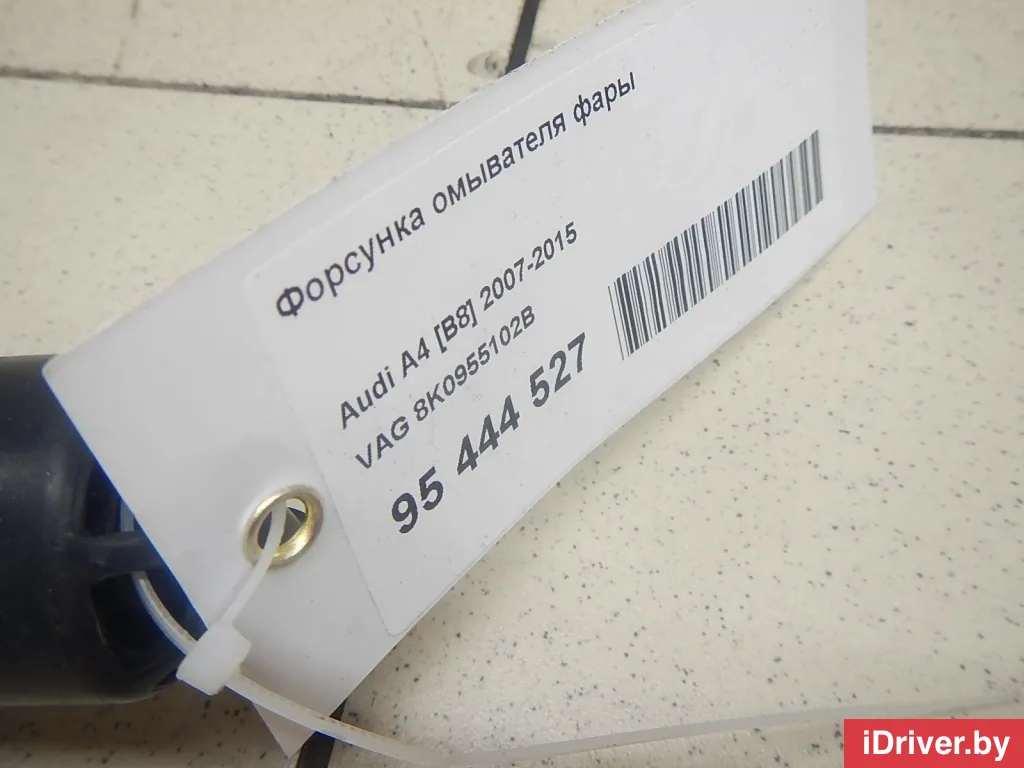 Форсунка омывателя фары
Audi A4 [B8] 2007-2015
VAG 8K0955102B
95 444 527
iDriver.by